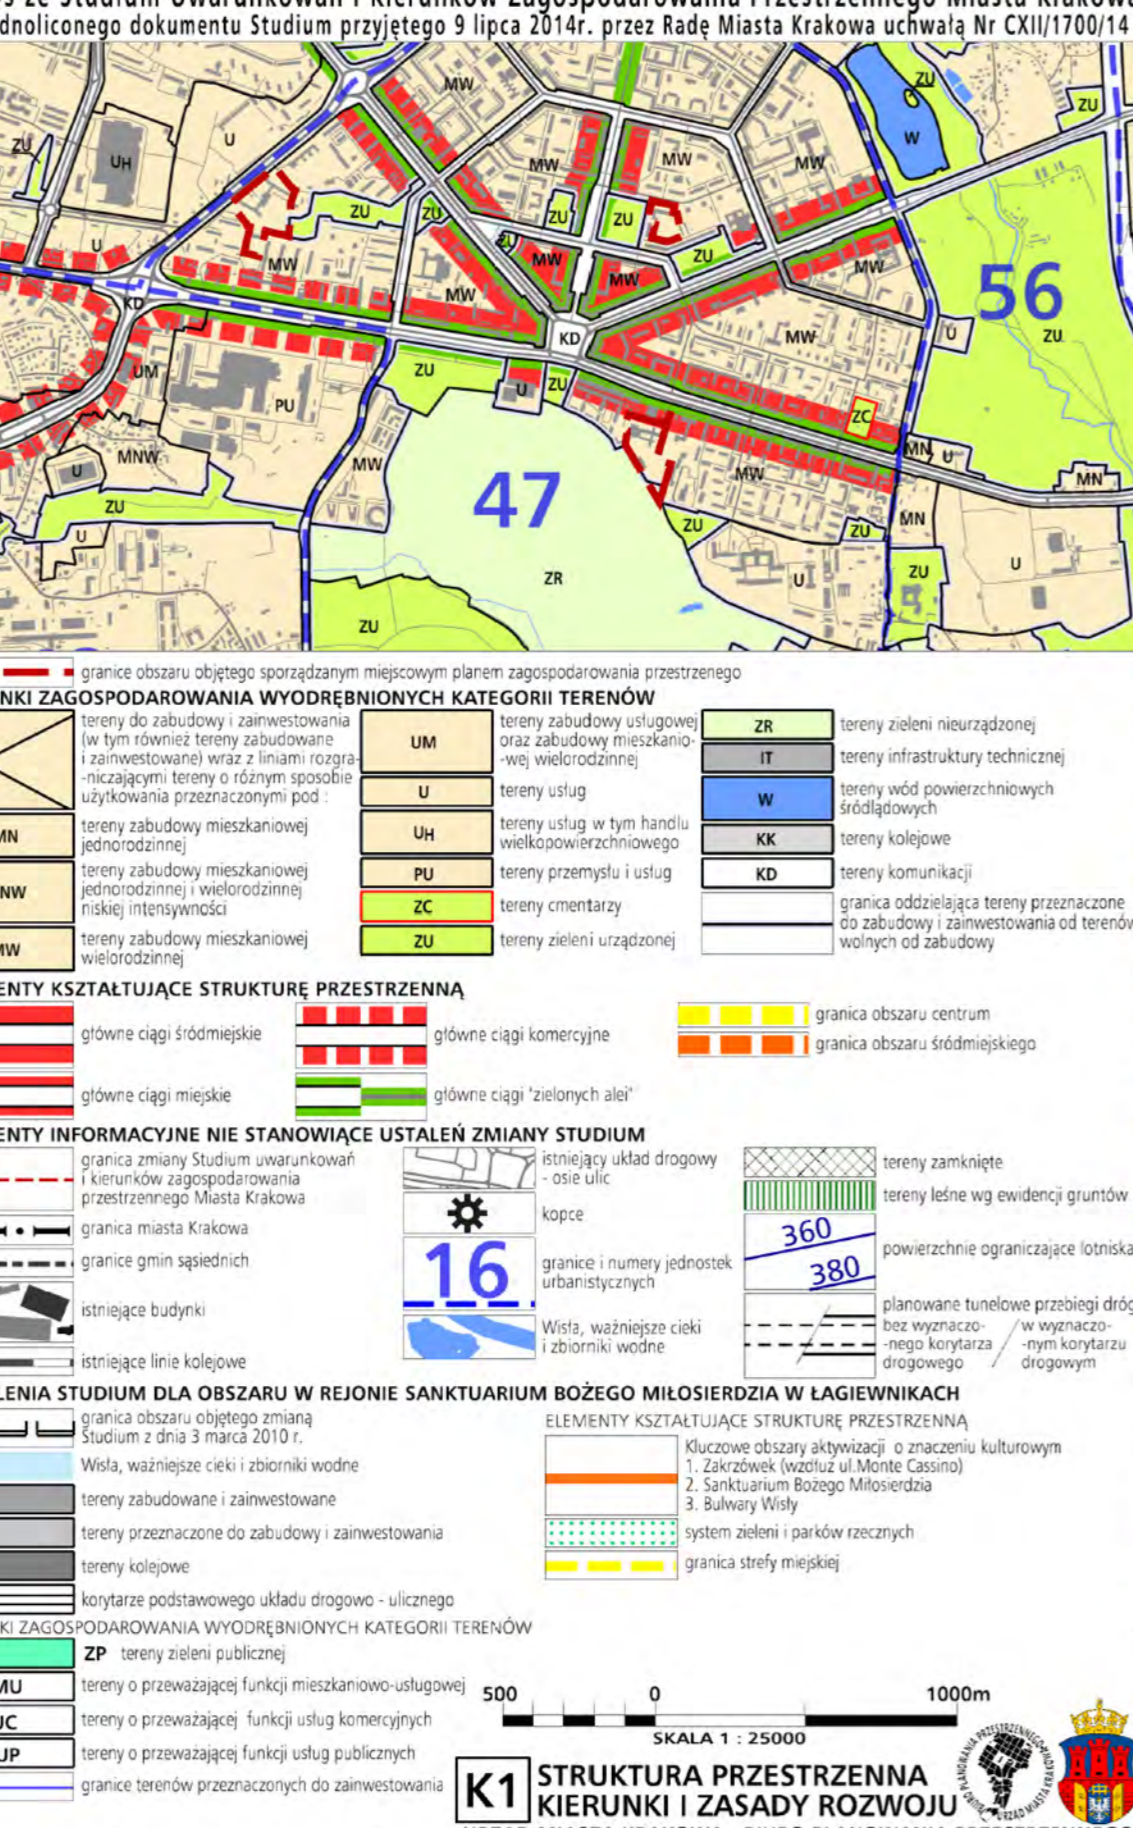 ze Studium Uwarunkowań i Kierunków Zagospodarowania Przestrzennego Miasta Krakowa
dnoliconego dokumentu Studium przyjętego 9 lipca 2014r. przez Radę Miasta Krakowa uchwałą Nr CXII/1700/14
MW
ZU
ZU
ZU
U
UH
W
MW
MW
MW
ZU
ZU
ZU
ZU
U
ZU
MW
MW
MW
ZU
MW
MW
56
KD
KD
MW
U
ZU
UM
ZU
U
ZU
PU
ZC
MNW
U
MW
47
MW
MN
U
MN
ZU
U
ZU
ZU
MN
ZR
U
ZU
U
ZU
granice obszaru objętego sporządzanym miejscowym planem zagospodarowania przestrzenego
NKI ZAGOSPODAROWANIA WYODRĘBNIONYCH KATEGORII TERENÓW
tereny do zabudowy i zainwestowania
(w tym również tereny zabudowane
i zainwestowane) wraz z liniami rozgra-
-niczającymi tereny o różnym sposobie
użytkowania przeznaczonymi pod :
MN
tereny zabudowy mieszkaniowej
jednorodzinnej
NW
tereny zabudowy mieszkaniowej
jednorodzinnej i wielorodzinnej
niskiej intensywności
MW
tereny zabudowy mieszkaniowej
wielorodzinnej
UM
tereny zabudowy usługowej
oraz zabudowy mieszkanio-
-wej wielorodzinnej
U
tereny usług
UH
tereny usług w tym handlu
wielkopowierzchniowego
PU
tereny przemysłu i usług
ZC
tereny cmentarzy
ZU
tereny zieleni urządzonej
ZR
tereny zieleni nieurządzonej
IT
tereny infrastruktury technicznej
W
tereny wód powierzchniowych
śródlądowych
KK
tereny kolejowe
KD
tereny komunikacji
granica oddzielająca tereny przeznaczone
do zabudowy i zainwestowania od terenów
wolnych od zabudowy
ENTY KSZTAŁTUJĄCE STRUKTURĘ PRZESTRZENNĄ
główne ciągi śródmiejskie
główne ciągi komercyjne
granica obszaru centrum
granica obszaru śródmiejskiego
główne ciągi miejskie
główne ciągi "zielonych alei"
ENTY INFORMACYJNE NIE STANOWIĄCE USTALEŃ ZMIANY STUDIUM
granica zmiany Studium uwarunkowań
i kierunków zagospodarowania
przestrzennego Miasta Krakowa
granica miasta Krakowa
granice gmin sąsiednich
istniejące budynki
istniejące linie kolejowe
istniejący układ drogowy
- osie ulic
kopce
16
granice i numery jednostek
urbanistycznych
Wisła, ważniejsze cieki
i zbiorniki wodne
tereny zamknięte
tereny leśne wg ewidencji gruntów
360
380
powierzchnie ograniczające lotniska
planowane tunelowe przebiegi dróg
bez wyznaczo-
-nego korytarza
drogowego
w wyznaczo-
-nym korytarzu
drogowym
LENIA STUDIUM DLA OBSZARU W REJONIE SANKTUARIUM BOŻEGO MIŁOSIERDZIA W ŁAGIEWNIKACH
granica obszaru objętego zmianą
Studium z dnia 3 marca 2010 r.
Wisła, ważniejsze cieki i zbiorniki wodne
tereny zabudowane i zainwestowane
tereny przeznaczone do zabudowy i zainwestowania
tereny kolejowe
korytarze podstawowego układu drogowo - ulicznego
ELEMENTY KSZTAŁTUJĄCE STRUKTURĘ PRZESTRZENNĄ
Kluczowe obszary aktywizacji o znaczeniu kulturowym
1. Zakrzówek (wzdłuż ul.Monte Cassino)
2. Sanktuarium Bożego Miłosierdzia
3. Bulwary Wisły
system zieleni i parków rzecznych
granica strefy miejskiej
KI ZAGOSPODAROWANIA WYODRĘBNIONYCH KATEGORII TERENÓW
ZP tereny zieleni publicznej
MU
tereny o przeważającej funkcji mieszkaniowo-usługowej
UC
tereny o przeważającej funkcji usług komercyjnych
UP
tereny o przeważającej funkcji usług publicznych
granice terenów przeznaczonych do zainwestowania
500 0 1000m
SKALA 1 : 25000
K1
STRUKTURA PRZESTRZENNA
KIERUNKI I ZASADY ROZWOJU